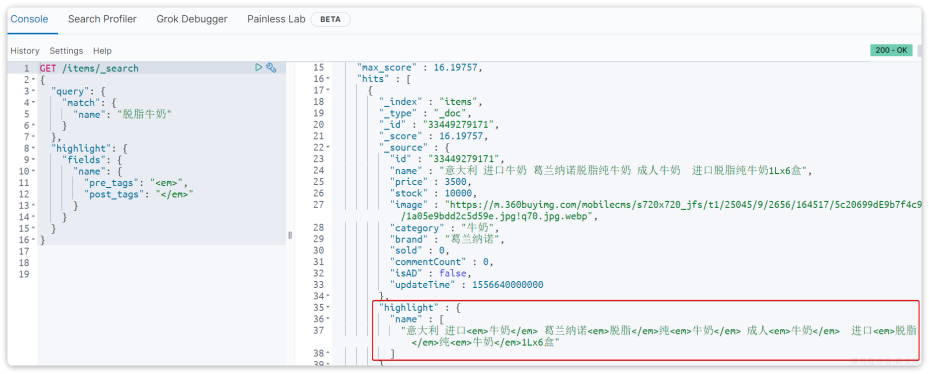 Console Search Profiler Grok Debugger Painless Lab BETA
History Settings Help
200 - OK
1 GET /items/_search
2 {
3 "query": {
4 "match": {
5 "name": "脱脂牛奶"
6 }
7 },
8 "highlight": {
9 "fields": {
10 "name": {
11 "pre_tags": "<em>",
12 "post_tags": "</em>"
13 }
14 }
15 }
16 }
17
18
19
15 "max_score" : 16.19757,
16 "hits" : [
17 {
18 "_index" : "items",
19 "_type" : "_doc",
20 "_id" : "33449279171",
21 "_score" : 16.19757,
22 "_source" : {
23 "id" : "33449279171",
24 "name" : "意大利 进口牛奶 葛兰纳诺脱脂纯牛奶 成人牛奶 进口脱脂纯牛奶1Lx6盒",
25 "price" : 3500,
26 "stock" : 10000,
27 "image" : "https://m.360buyimg.com/mobilecms/s720x720_jfs/t1/25045/9/2656/164517/5c20699dE9b7f4c9
/1a05e9bdd2c5d59e.jpg!q70.jpg.webp",
28 "category" : "牛奶",
29 "brand" : "葛兰纳诺",
30 "sold" : 0,
31 "commentCount" : 0,
32 "isAD" : false,
33 "updateTime" : 1556640000000
34 },
35 "highlight" : {
36 "name" : [
37 "意大利 进口<em>牛奶</em> 葛兰纳诺<em>脱脂</em>纯<em>牛奶</em> 成人<em>牛奶</em> 进口<em>脱脂
</em>纯<em>牛奶</em>1Lx6盒"
38 ]
39 }